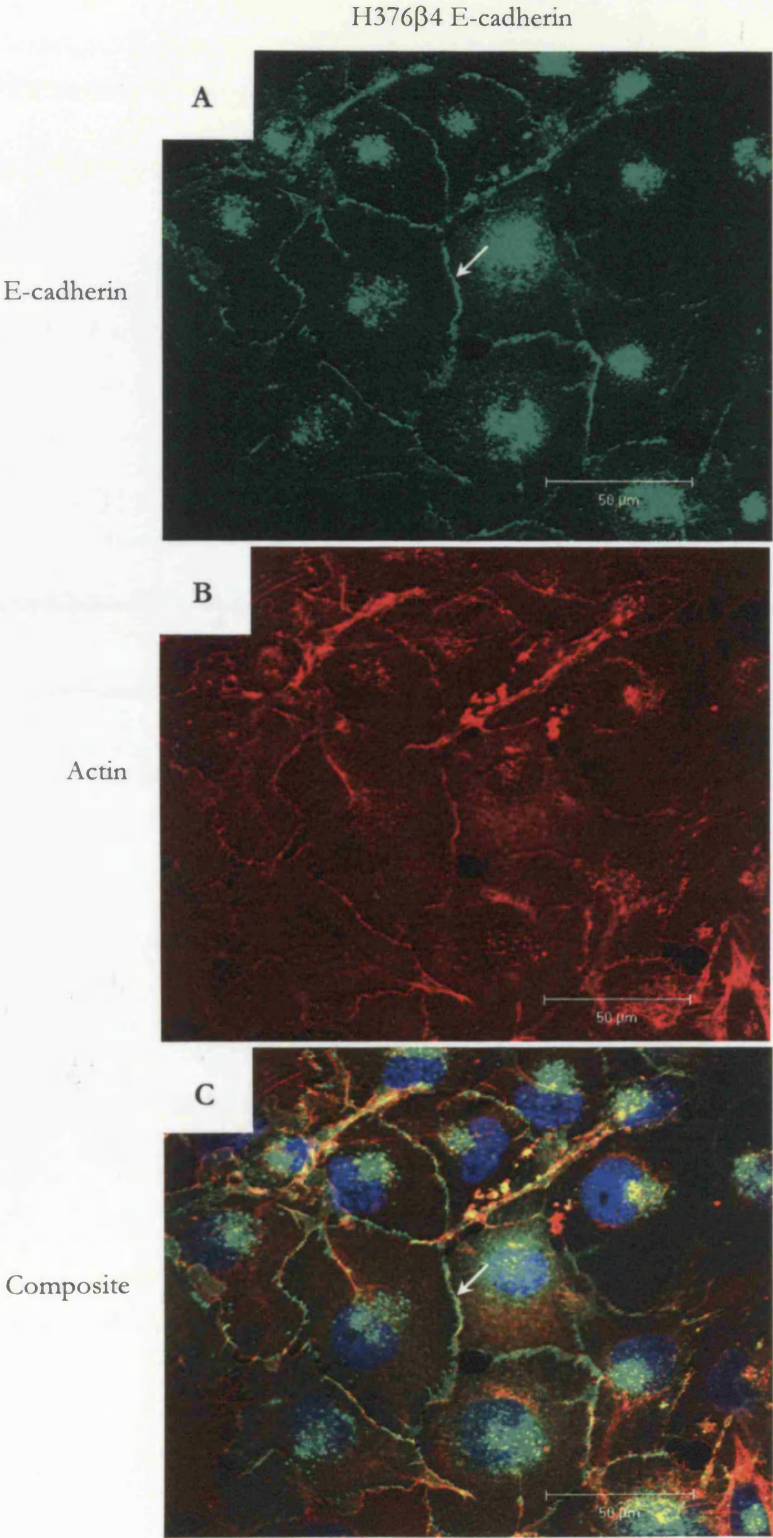 H376β4 E-cadherin
A
E-cadherin
50 µm
B
Actin
50 µm
C
Composite
50 µm